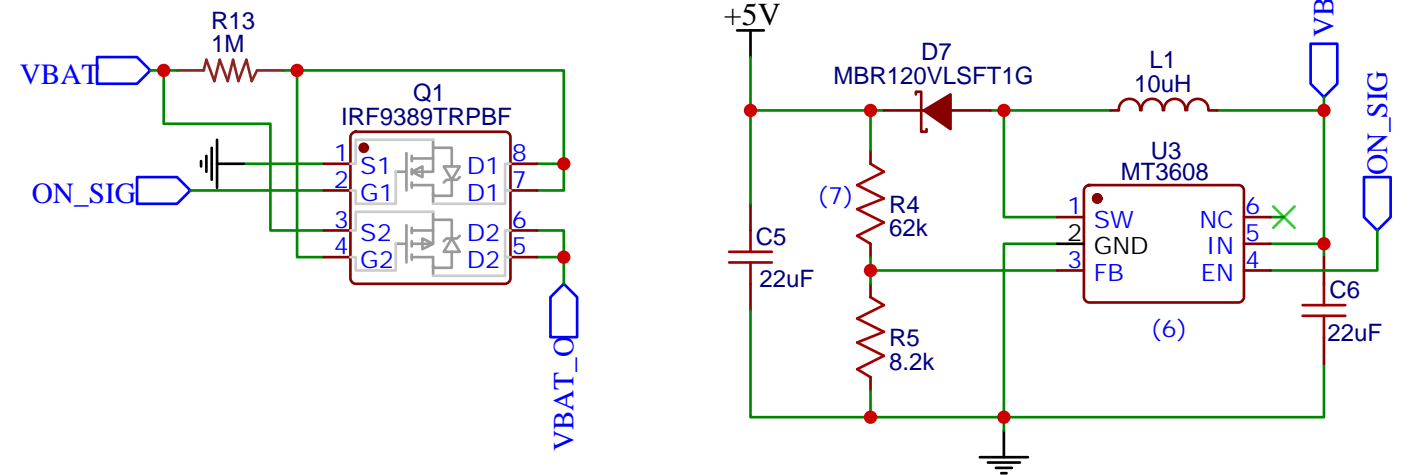 R13
1M
VBAT
Q1
IRF9389TRPBF
1
S1
D1
8
2
G1
D1
7
ON_SIG
3
S2
D2
6
4
G2
D2
5
VBAT_O
+5V
D7
MBR120VLSFT1G
L1
10uH
VB
ON_SIG
U3
MT3608
(7)
R4
62k
1
SW
NC
6
2
GND
IN
5
3
FB
EN
4
C5
22uF
C6
22uF
(6)
R5
8.2k